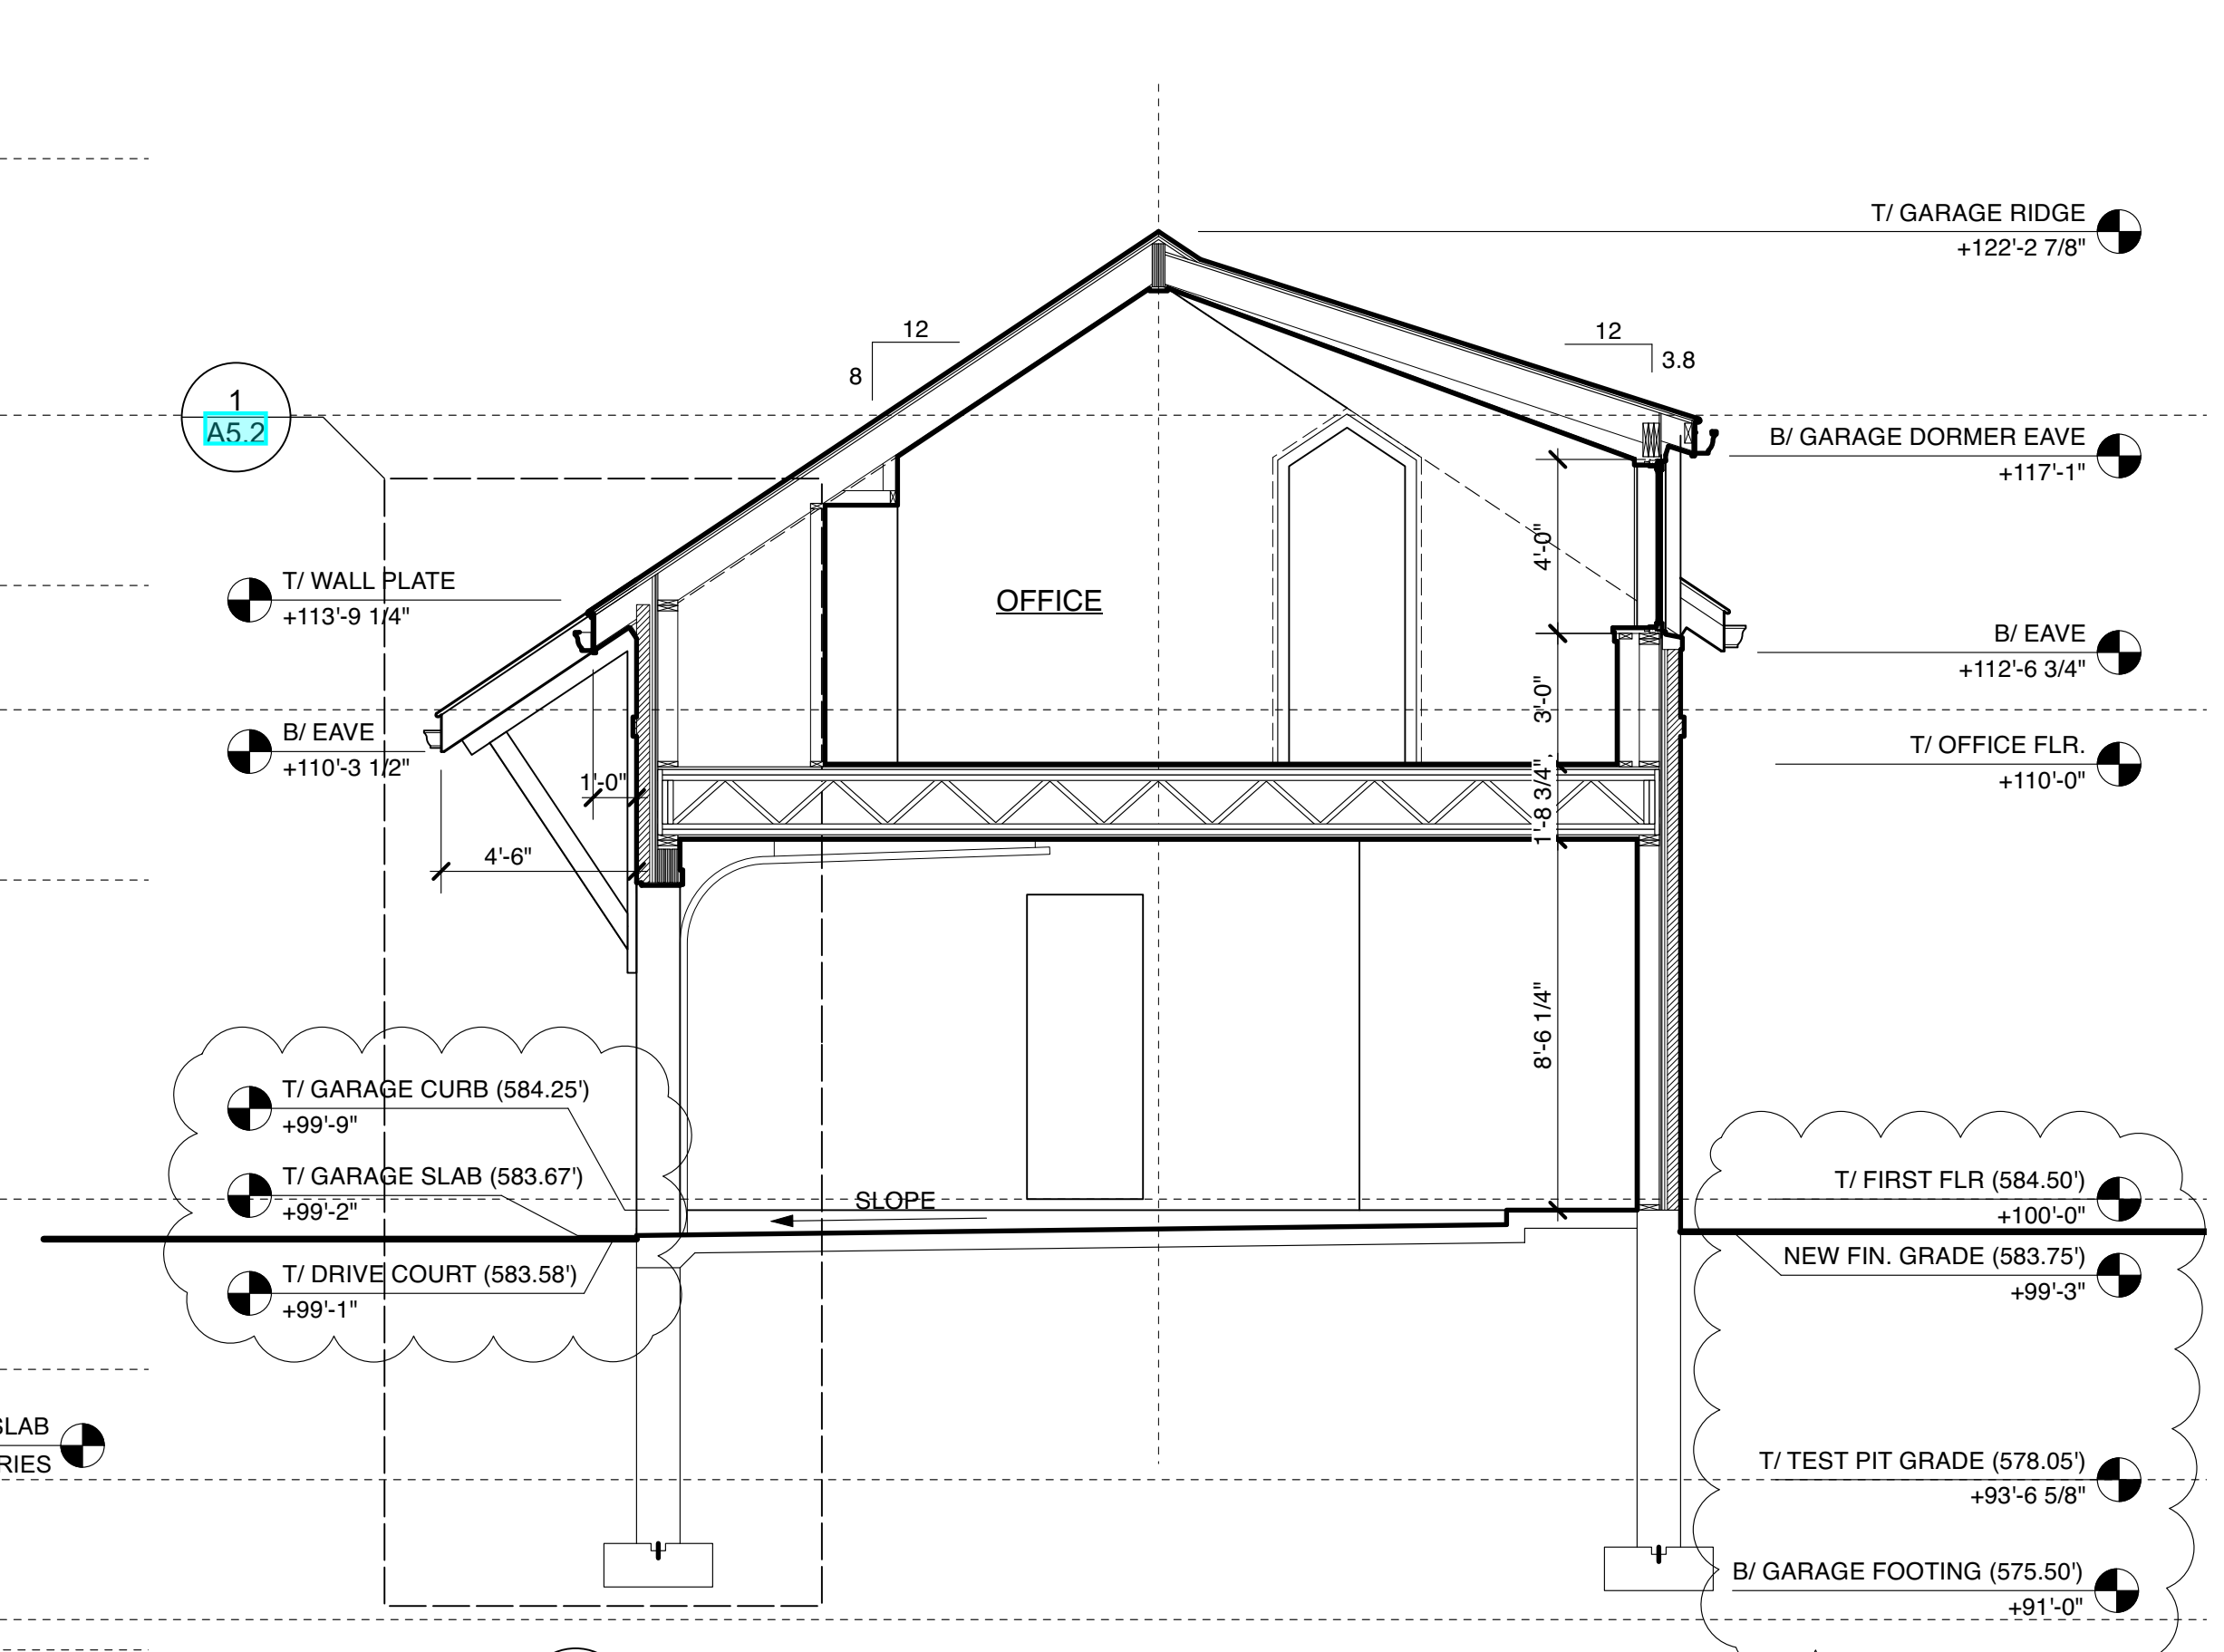 T/ GARAGE RIDGE
+122'-2 7/8"
12
8
12
3.8
1
A5.2
B/ GARAGE DORMER EAVE
+117'-1"
4'-0"
T/ WALL PLATE
+113'-9 1/4"
OFFICE
B/ EAVE
+112'-6 3/4"
3'-0"
B/ EAVE
+110'-3 1/2"
T/ OFFICE FLR.
+110'-0"
1'-0"
1'-8 3/4"
4'-6"
8'-6 1/4"
T/ GARAGE CURB (584.25')
+99'-9"
T/ GARAGE SLAB (583.67')
+99'-2"
SLOPE
T/ FIRST FLR (584.50')
+100'-0"
T/ DRIVE COURT (583.58')
+99'-1"
NEW FIN. GRADE (583.75')
+99'-3"
SLAB
RIES
T/ TEST PIT GRADE (578.05')
+93'-6 5/8"
B/ GARAGE FOOTING (575.50')
+91'-0"